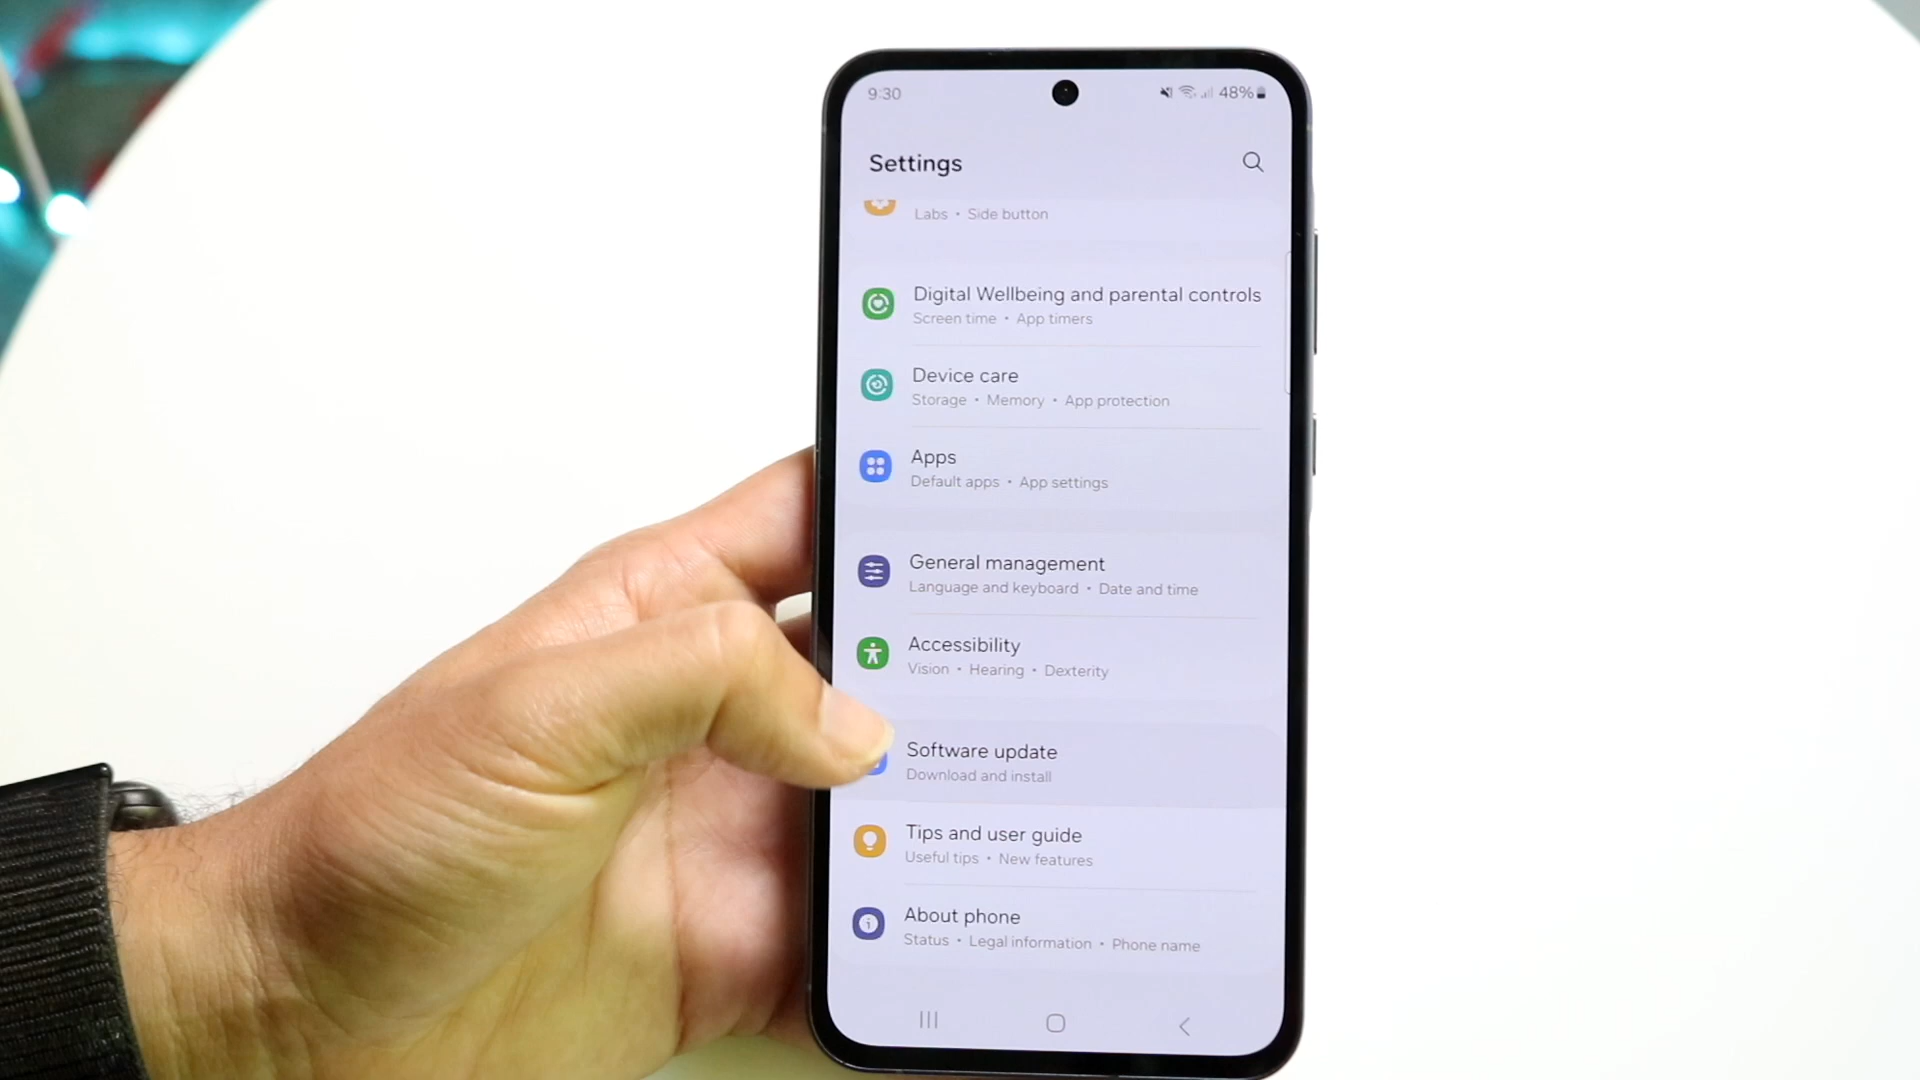 9:30
48%
Settings
Labs • Side button
Digital Wellbeing and parental controls
Screen time • App timers
Device care
Storage • Memory • App protection
Apps
Default apps • App settings
General management
Language and keyboard • Date and time
Accessibility
Vision • Hearing • Dexterity
Software update
Download and install
Tips and user guide
Useful tips • New features
About phone
Status • Legal information • Phone name